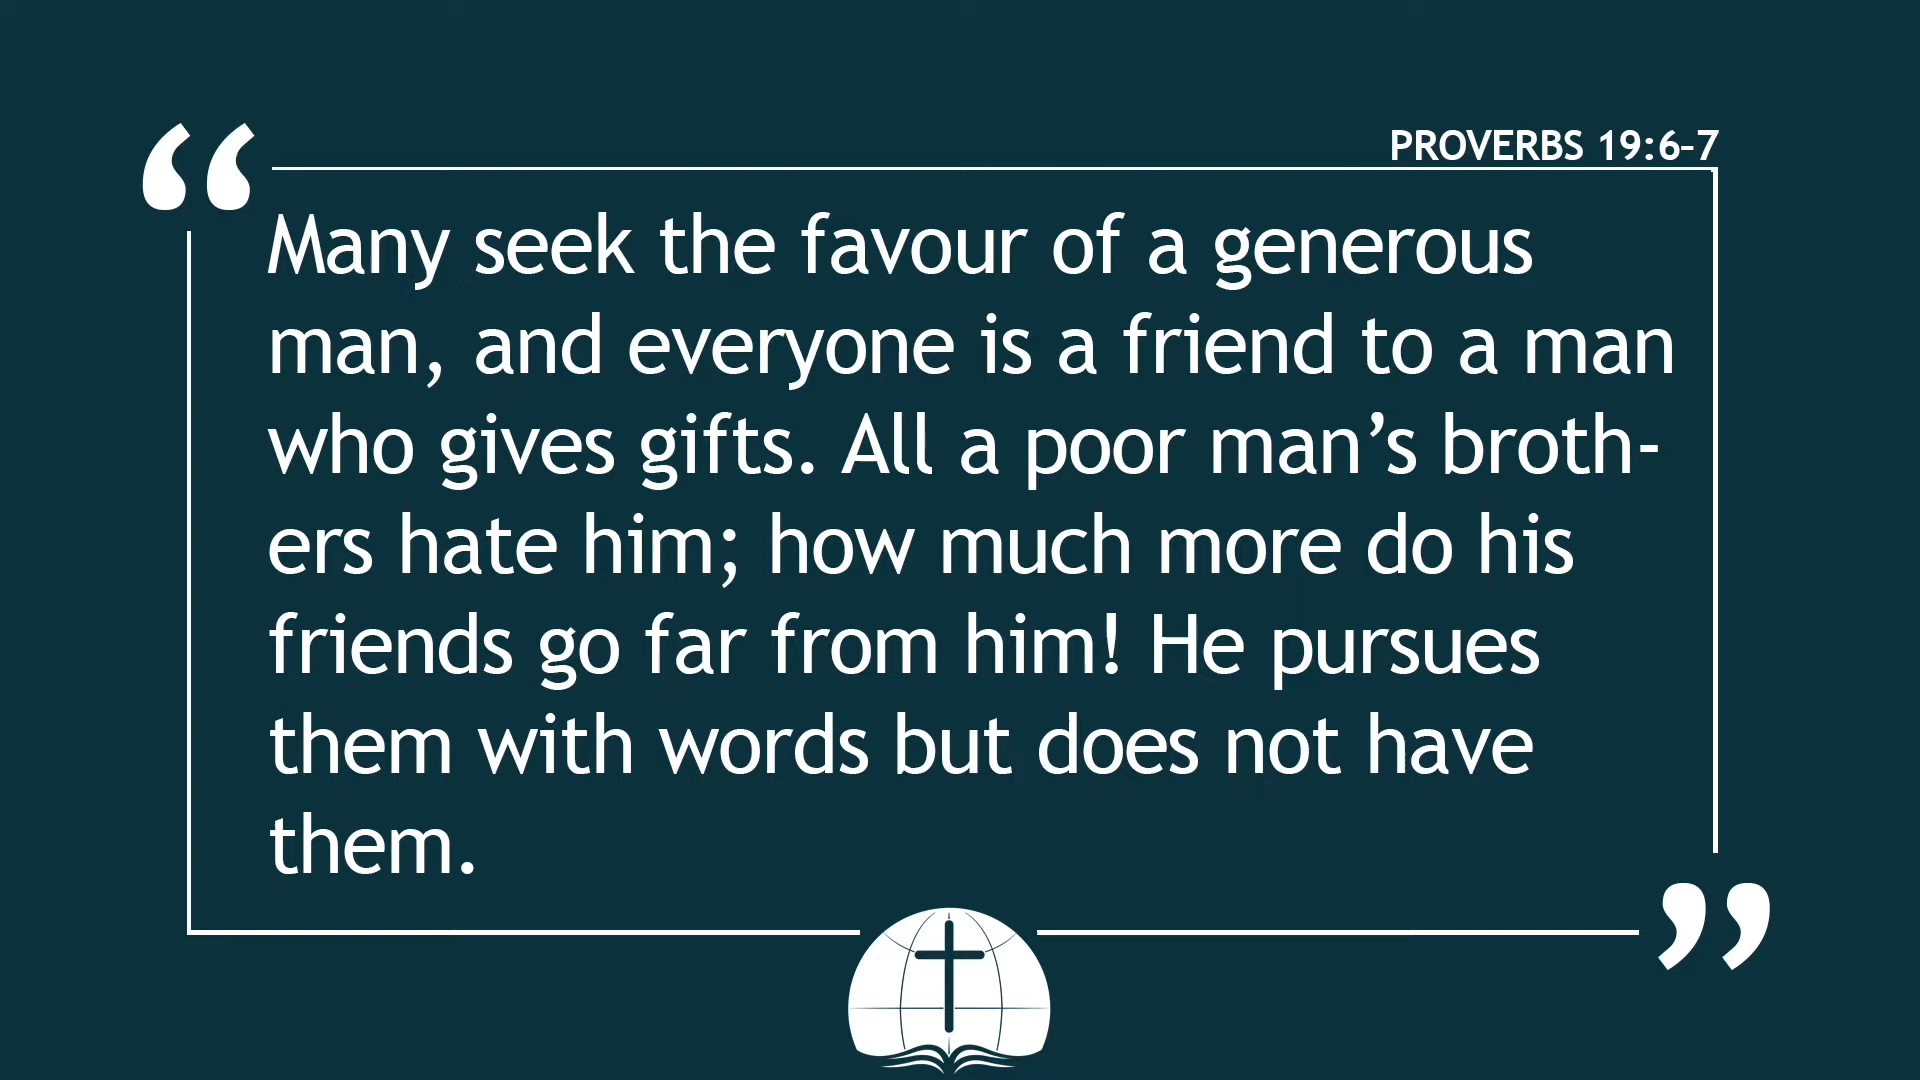 PROVERBS 19:6–7
“Many seek the favour of a generous
man, and everyone is a friend to a man
who gives gifts. All a poor man’s broth-
ers hate him; how much more do his
friends go far from him! He pursues
them with words but does not have
them.”